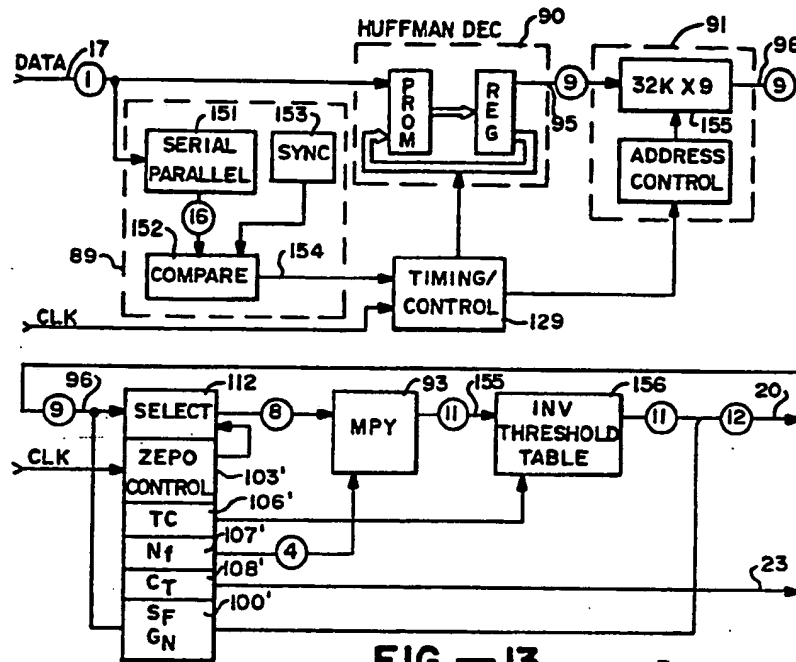 HUFFMAN DEC
90
91
DATA
17
1
PROM
REG
9
95
32K X 9
98
9
155
ADDRESS
CONTROL
151
153
SERIAL
PARALLEL
SYNC
16
152
COMPARE
154
89
TIMING/
CONTROL
129
CLK
9
96
112
SELECT
8
93
MPY
11
155
156
INV
THRESHOLD
TABLE
11
12
20
CLK
ZEPO
CONTROL
103'
TC
106'
Nf
107'
4
CT
108'
23
SF
GN
100'
FIG — 13